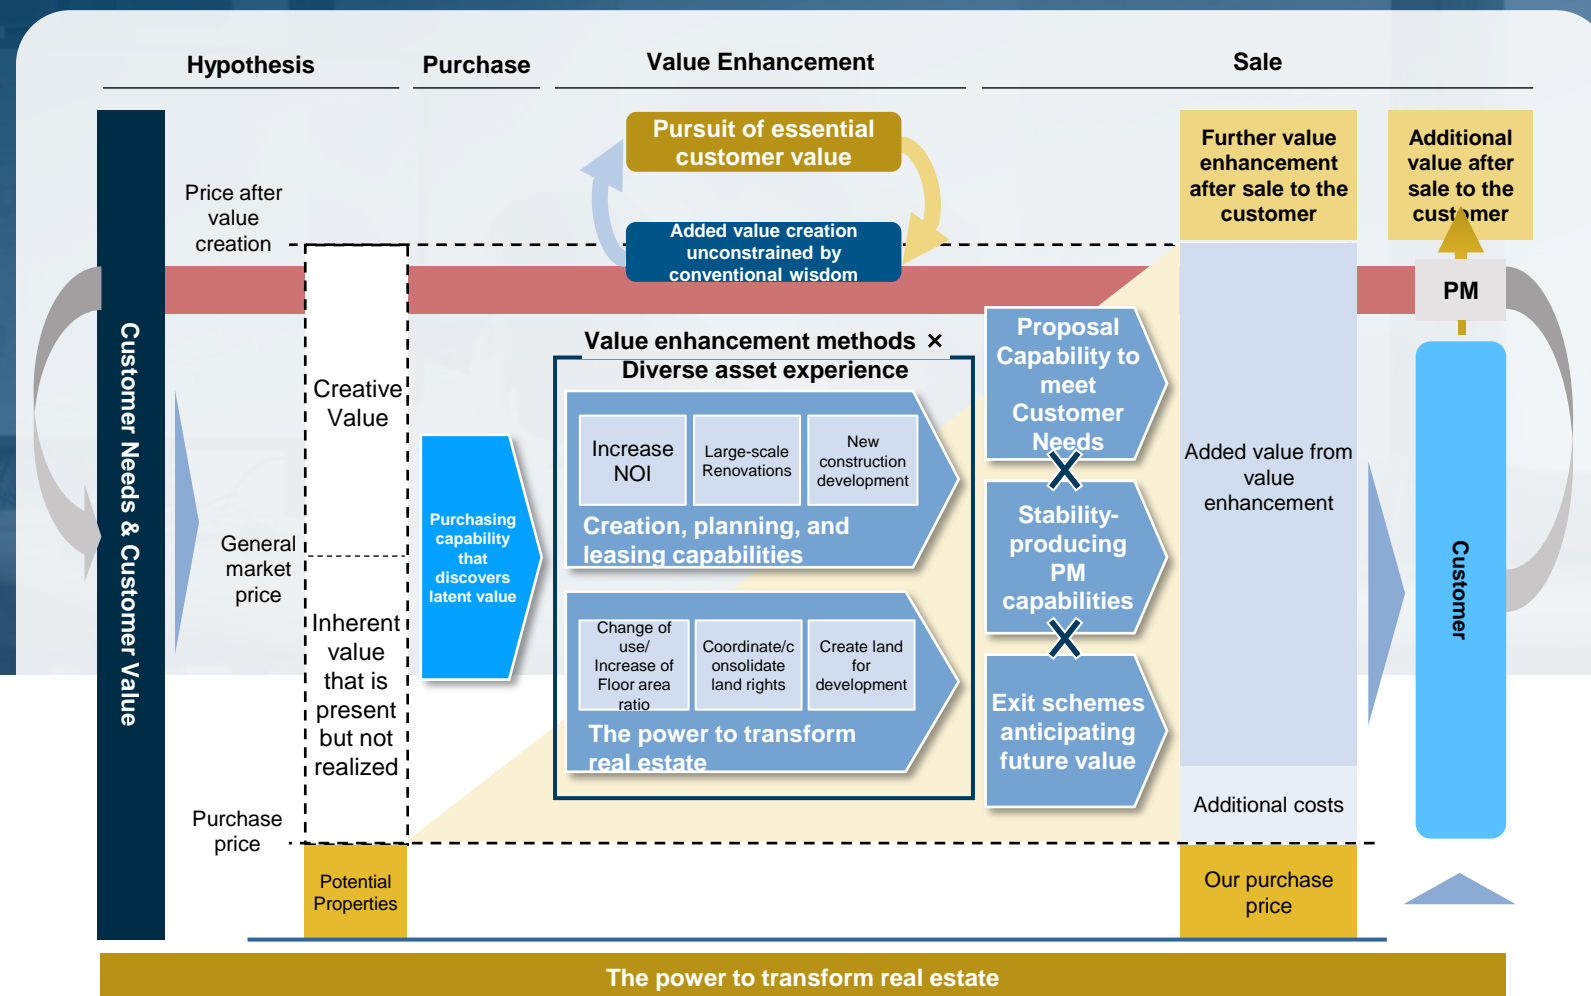 Hypothesis
Purchase
Value Enhancement
Sale
Pursuit of essential
customer value
Added value creation
unconstrained by
conventional wisdom
Further value
enhancement
after sale to the
customer
Additional
value after
sale to the
customer
Price after
value
creation
PM
Customer Needs & Customer Value
Creative
Value
General
market
price
Inherent
value
that is
present
but not
realized
Purchase
price
Potential
Properties
Purchasing
capability
that
discovers
latent value
Value enhancement methods ×
Diverse asset experience
Increase
NOI
Large-scale
Renovations
New
construction
development
Creation, planning, and
leasing capabilities
Change of
use/
Increase of
Floor area
ratio
Coordinate/c
onsolidate
land rights
Create land
for
development
The power to transform
real estate
Proposal
Capability to
meet
Customer
Needs
X
Stability-
producing
PM
capabilities
X
Exit schemes
anticipating
future value
Added value from
value
enhancement
Additional costs
Our purchase
price
Customer
The power to transform real estate